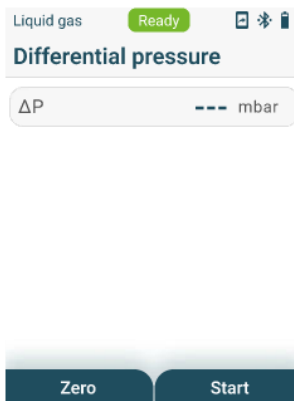 Liquid gas Ready
Differential pressure
ΔP --- mbar
Zero Start